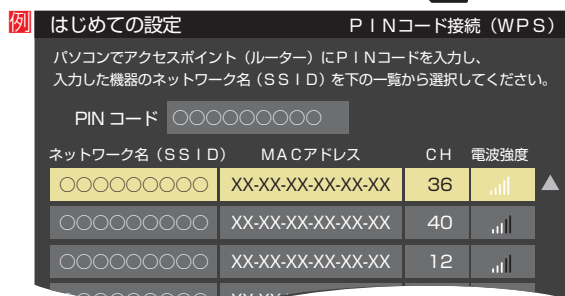 例
はじめての設定 PINコード接続（WPS）
パソコンでアクセスポイント（ルーター）にPINコードを入力し、
入力した機器のネットワーク名（SSID）を下の一覧から選択してください。
PIN コード ○○○○○○○○○
ネットワーク名（SSID） MACアドレス CH 電波強度
○○○○○○○○○ XX-XX-XX-XX-XX-XX 36
○○○○○○○○○ XX-XX-XX-XX-XX-XX 40
○○○○○○○○○ XX-XX-XX-XX-XX-XX 12